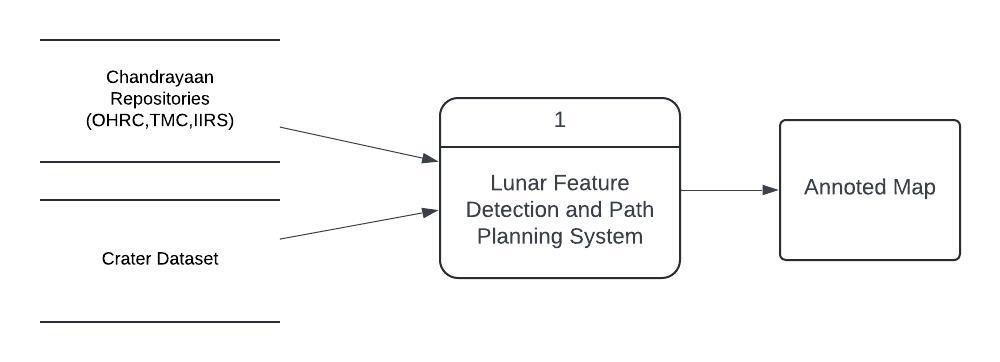 Chandrayaan
Repositories
(OHRC,TMC,IIRS)
Crater Dataset
1
Lunar Feature
Detection and Path
Planning System
Annoted Map